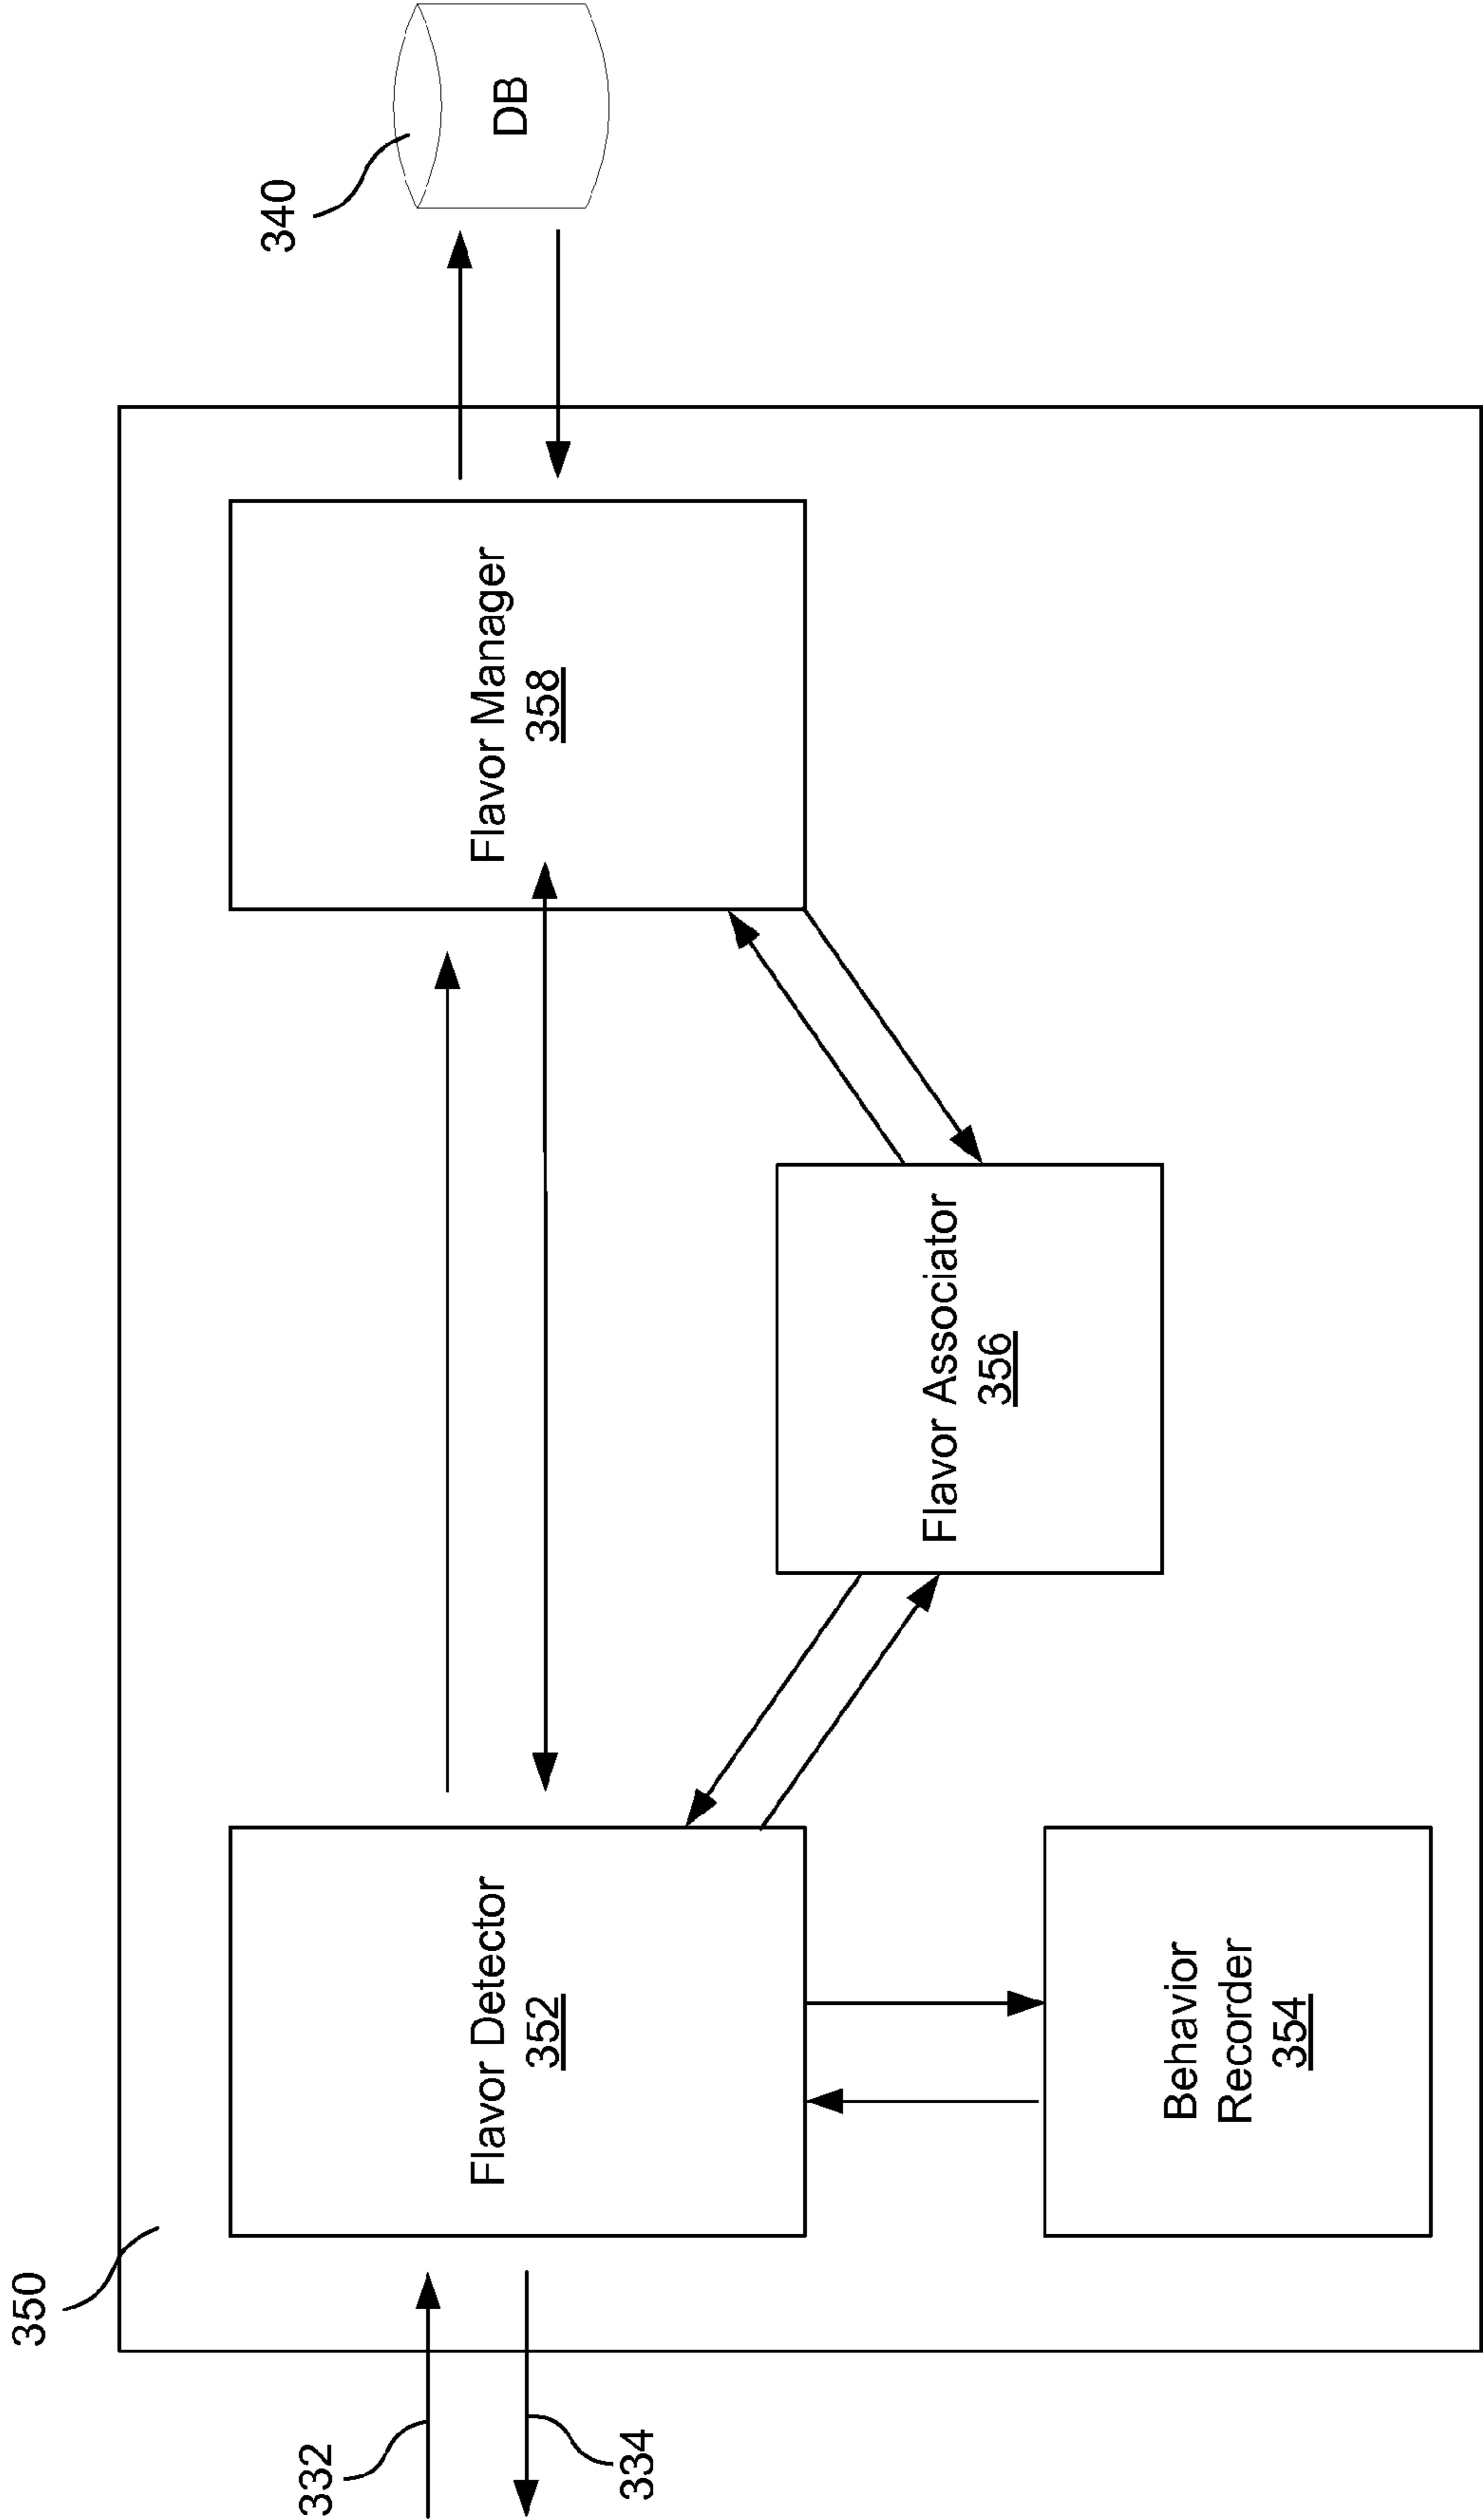 350
332
334
Flavor Detector
352
Behavior
Recorder
354
Flavor Associator
356
Flavor Manager
358
340
DB